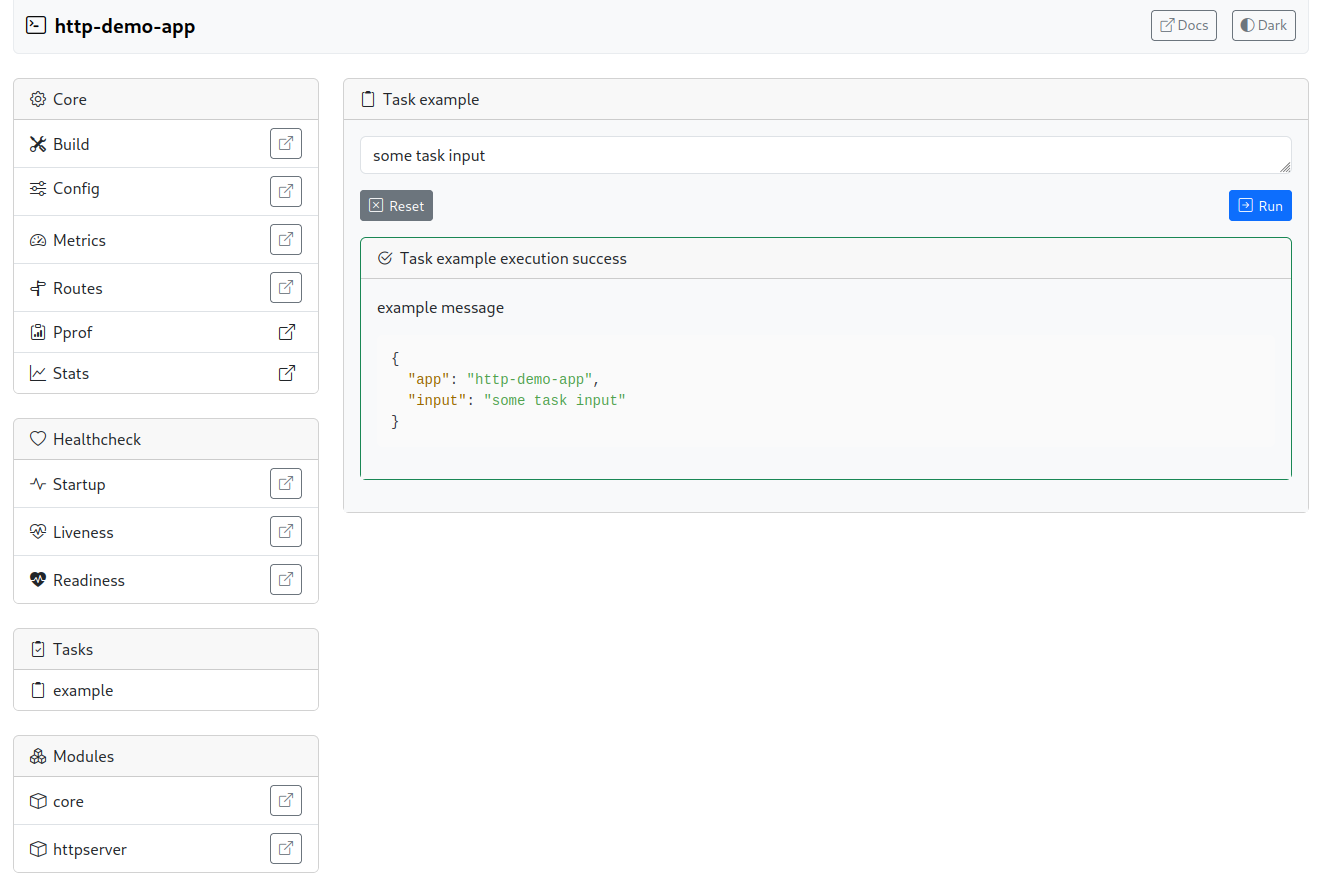 http-demo-app
Docs
Dark
Core
Build
Config
Metrics
Routes
Pprof
Stats
Healthcheck
Startup
Liveness
Readiness
Tasks
example
Modules
core
httpserver
Task example
some task input
Reset
Run
Task example execution success
example message
{
"app": "http-demo-app",
"input": "some task input"
}